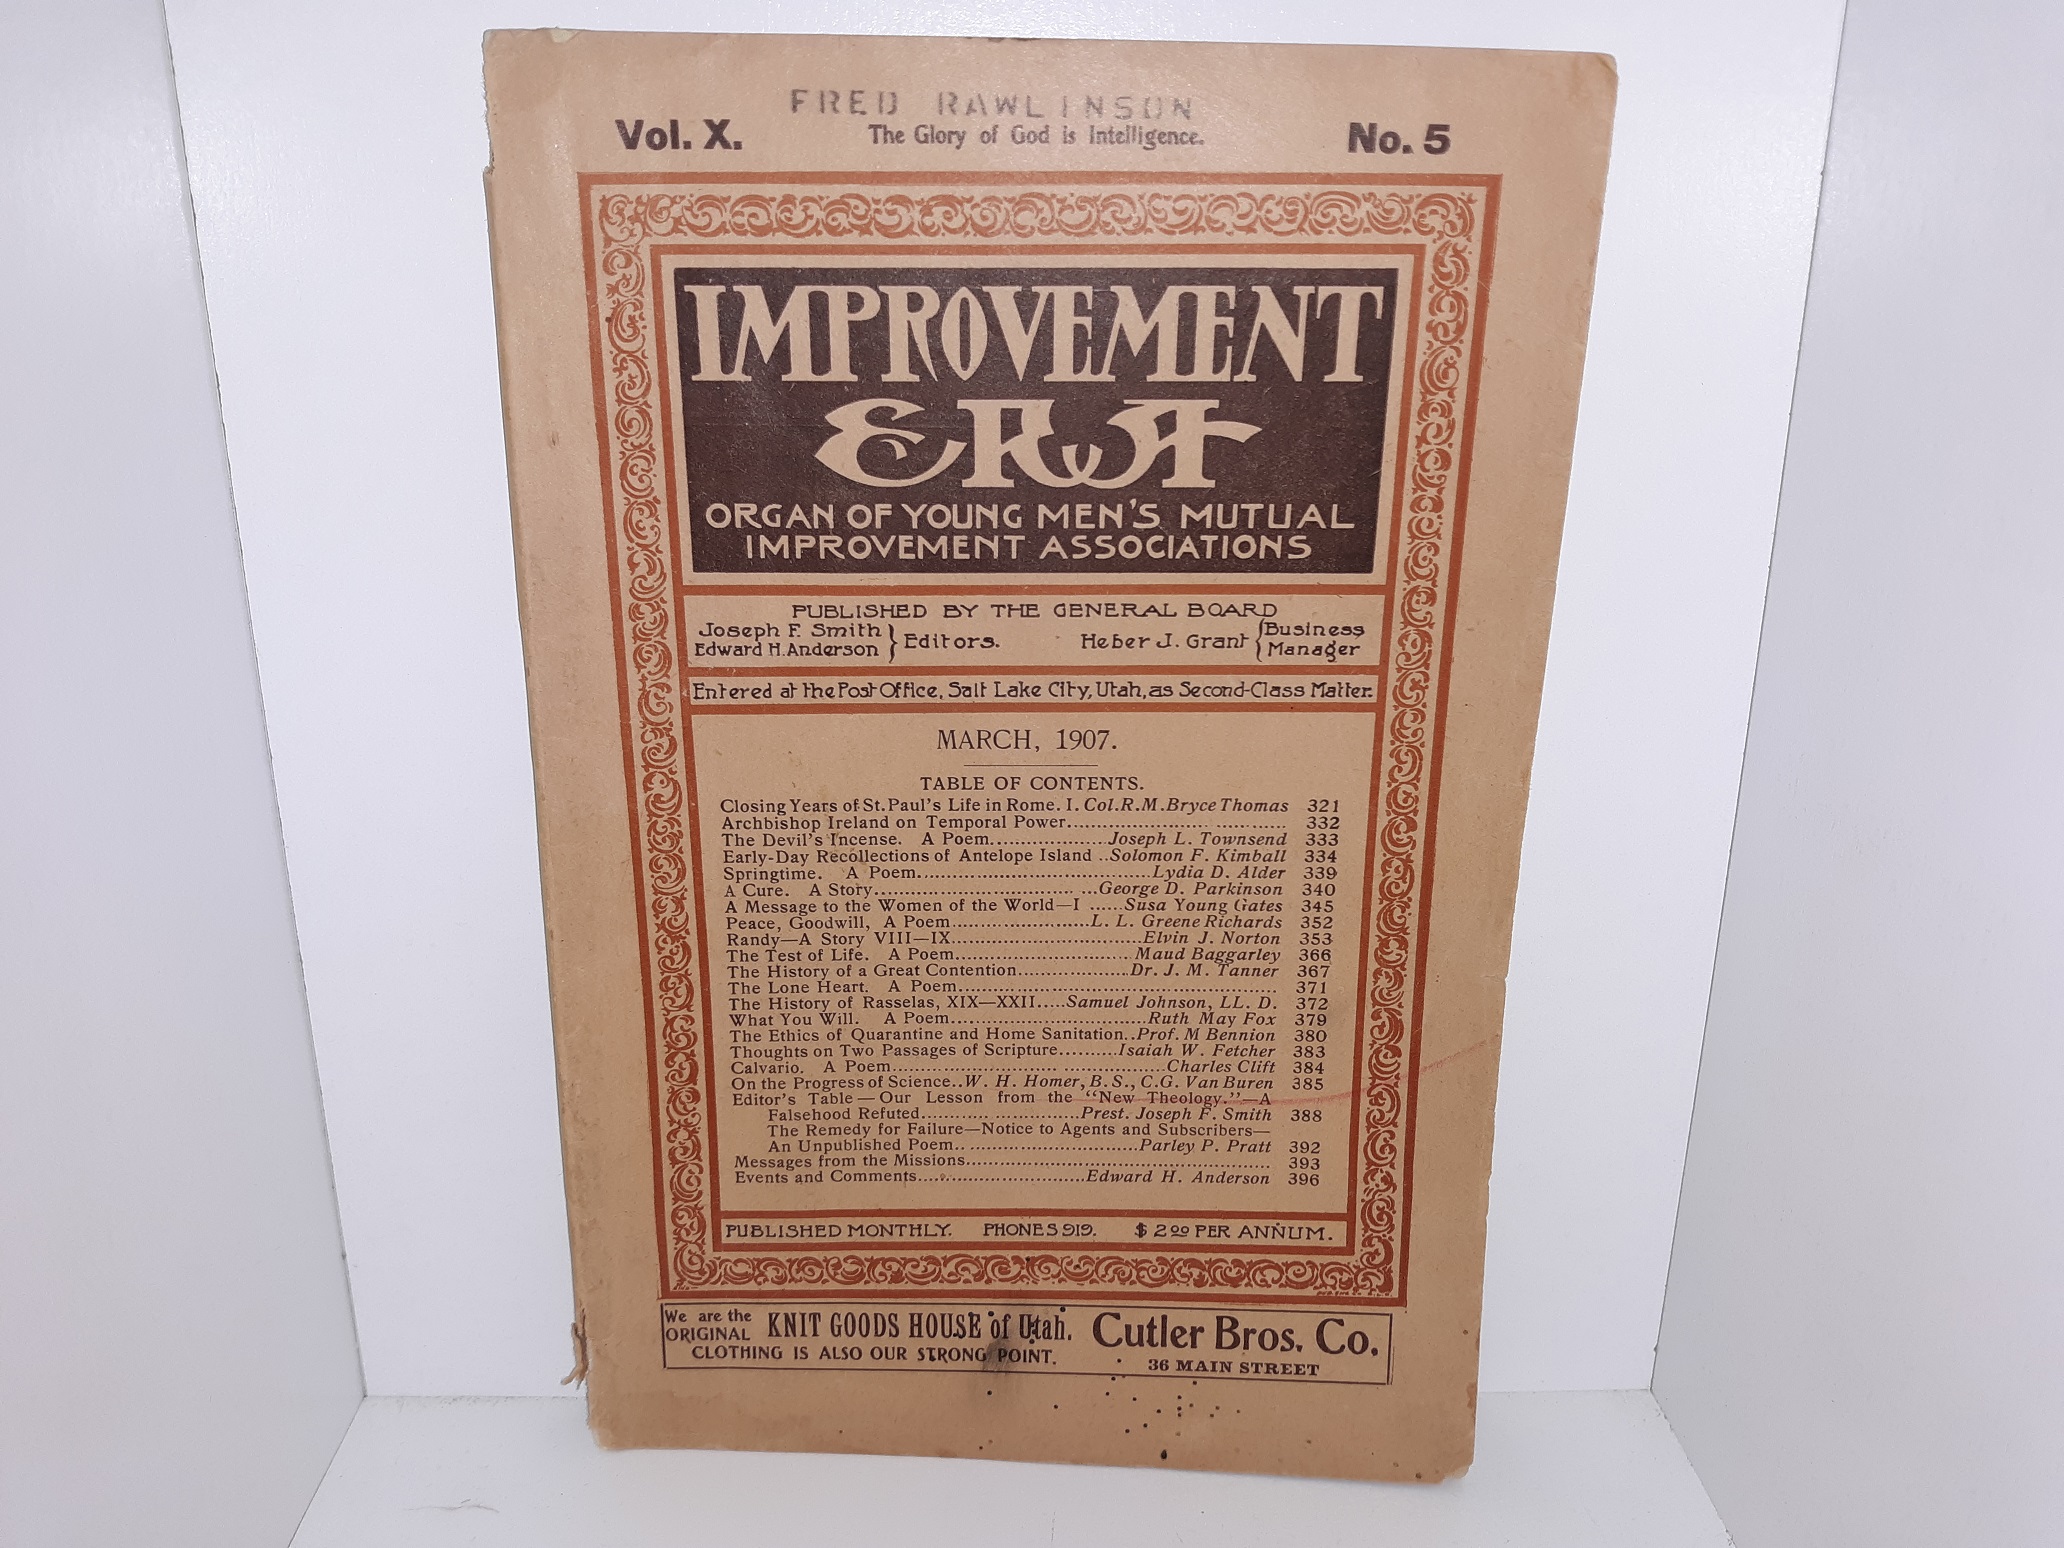 FRED RAWLINSON
Vol. X. The Glory of God is Intelligence. No. 5
IMPROVEMENT
ERA
ORGAN OF YOUNG MEN'S MUTUAL
IMPROVEMENT ASSOCIATIONS
PUBLISHED BY THE GENERAL BOARD
Joseph F. Smith
Edward H. Anderson } Editors. Heber J. Grant { Business
Manager
Entered at the Post Office, Salt Lake City, Utah, as Second-Class Matter.
MARCH, 1907.
TABLE OF CONTENTS.
Closing Years of St. Paul's Life in Rome. I. Col. R. M. Bryce Thomas 321
Archbishop Ireland on Temporal Power........................ 332
The Devil's Incense. A Poem....................Joseph L. Townsend 333
Early-Day Recollections of Antelope Island ..Solomon F. Kimball 334
Springtime. A Poem........................................Lydia D. Alder 339
A Cure. A Story..................................George D. Parkinson 340
A Message to the Women of the World—I ......Susa Young Gates 345
Peace, Goodwill, A Poem.......................L. L. Greene Richards 352
Randy—A Story VIII—IX................................Elvin J. Norton 353
The Test of Life. A Poem..............................Maud Baggarley 366
The History of a Great Contention...................Dr. J. M. Tanner 367
The Lone Heart. A Poem...................................................... 371
The History of Rasselas, XIX—XXII.....Samuel Johnson, LL. D. 372
What You Will. A Poem.................................Ruth May Fox 379
The Ethics of Quarantine and Home Sanitation..Prof. M Bennion 380
Thoughts on Two Passages of Scripture..........Isaiah W. Fetcher 383
Calvario. A Poem..............................................Charles Clift 384
On the Progress of Science..W. H. Homer, B. S., C. G. Van Buren 385
Editor's Table—Our Lesson from the "New Theology."—A
Falsehood Refuted...........................Prest. Joseph F. Smith 388
The Remedy for Failure—Notice to Agents and Subscribers—
An Unpublished Poem................................Parley P. Pratt 392
Messages from the Missions.................................................... 393
Events and Comments............................Edward H. Anderson 396
PUBLISHED MONTHLY. PHONES 919. $2.00 PER ANNUM.
We are the
ORIGINAL KNIT GOODS HOUSE of Utah. Cutler Bros. Co.
CLOTHING IS ALSO OUR STRONG POINT. 36 MAIN STREET